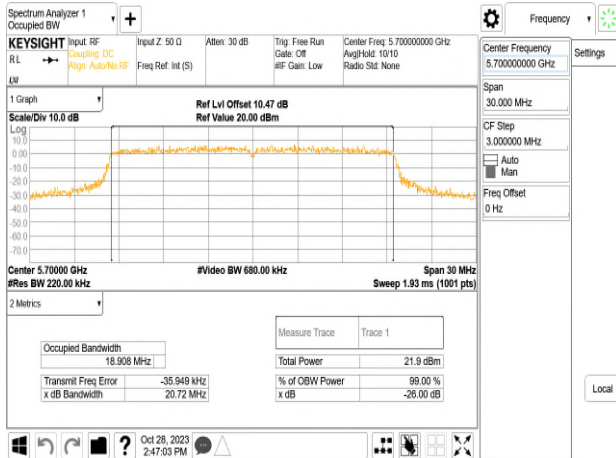 Spectrum Analyzer 1
Occupied BW
+
Frequency
KEYSIGHT
RL
Input: RF
Coupling: DC
Align: Auto/No RF
Input Z: 50 Ω
Freq Ref: Int (S)
Atten: 30 dB
Trig: Free Run
Gate: Off
#IF Gain: Low
Center Freq: 5.700000000 GHz
Avg|Hold: 10/10
Radio Std: None
Center Frequency
5.700000000 GHz
Settings
Span
30.000 MHz
CF Step
3.000000 MHz
Auto
Man
Freq Offset
0 Hz
Local
1 Graph
Scale/Div 10.0 dB
Ref Lvl Offset 10.47 dB
Ref Value 20.00 dBm
Log
10.0
0.00
-10.0
-20.0
-30.0
-40.0
-50.0
-60.0
-70.0
Center 5.70000 GHz
#Video BW 680.00 kHz
Span 30 MHz
#Res BW 220.00 kHz
Sweep 1.93 ms (1001 pts)
2 Metrics
Measure Trace
Trace 1
Occupied Bandwidth
18.908 MHz
Total Power
21.9 dBm
Transmit Freq Error
-35.949 kHz
% of OBW Power
99.00 %
x dB Bandwidth
20.72 MHz
x dB
-26.00 dB
?
Oct 28, 2023
2:47:03 PM